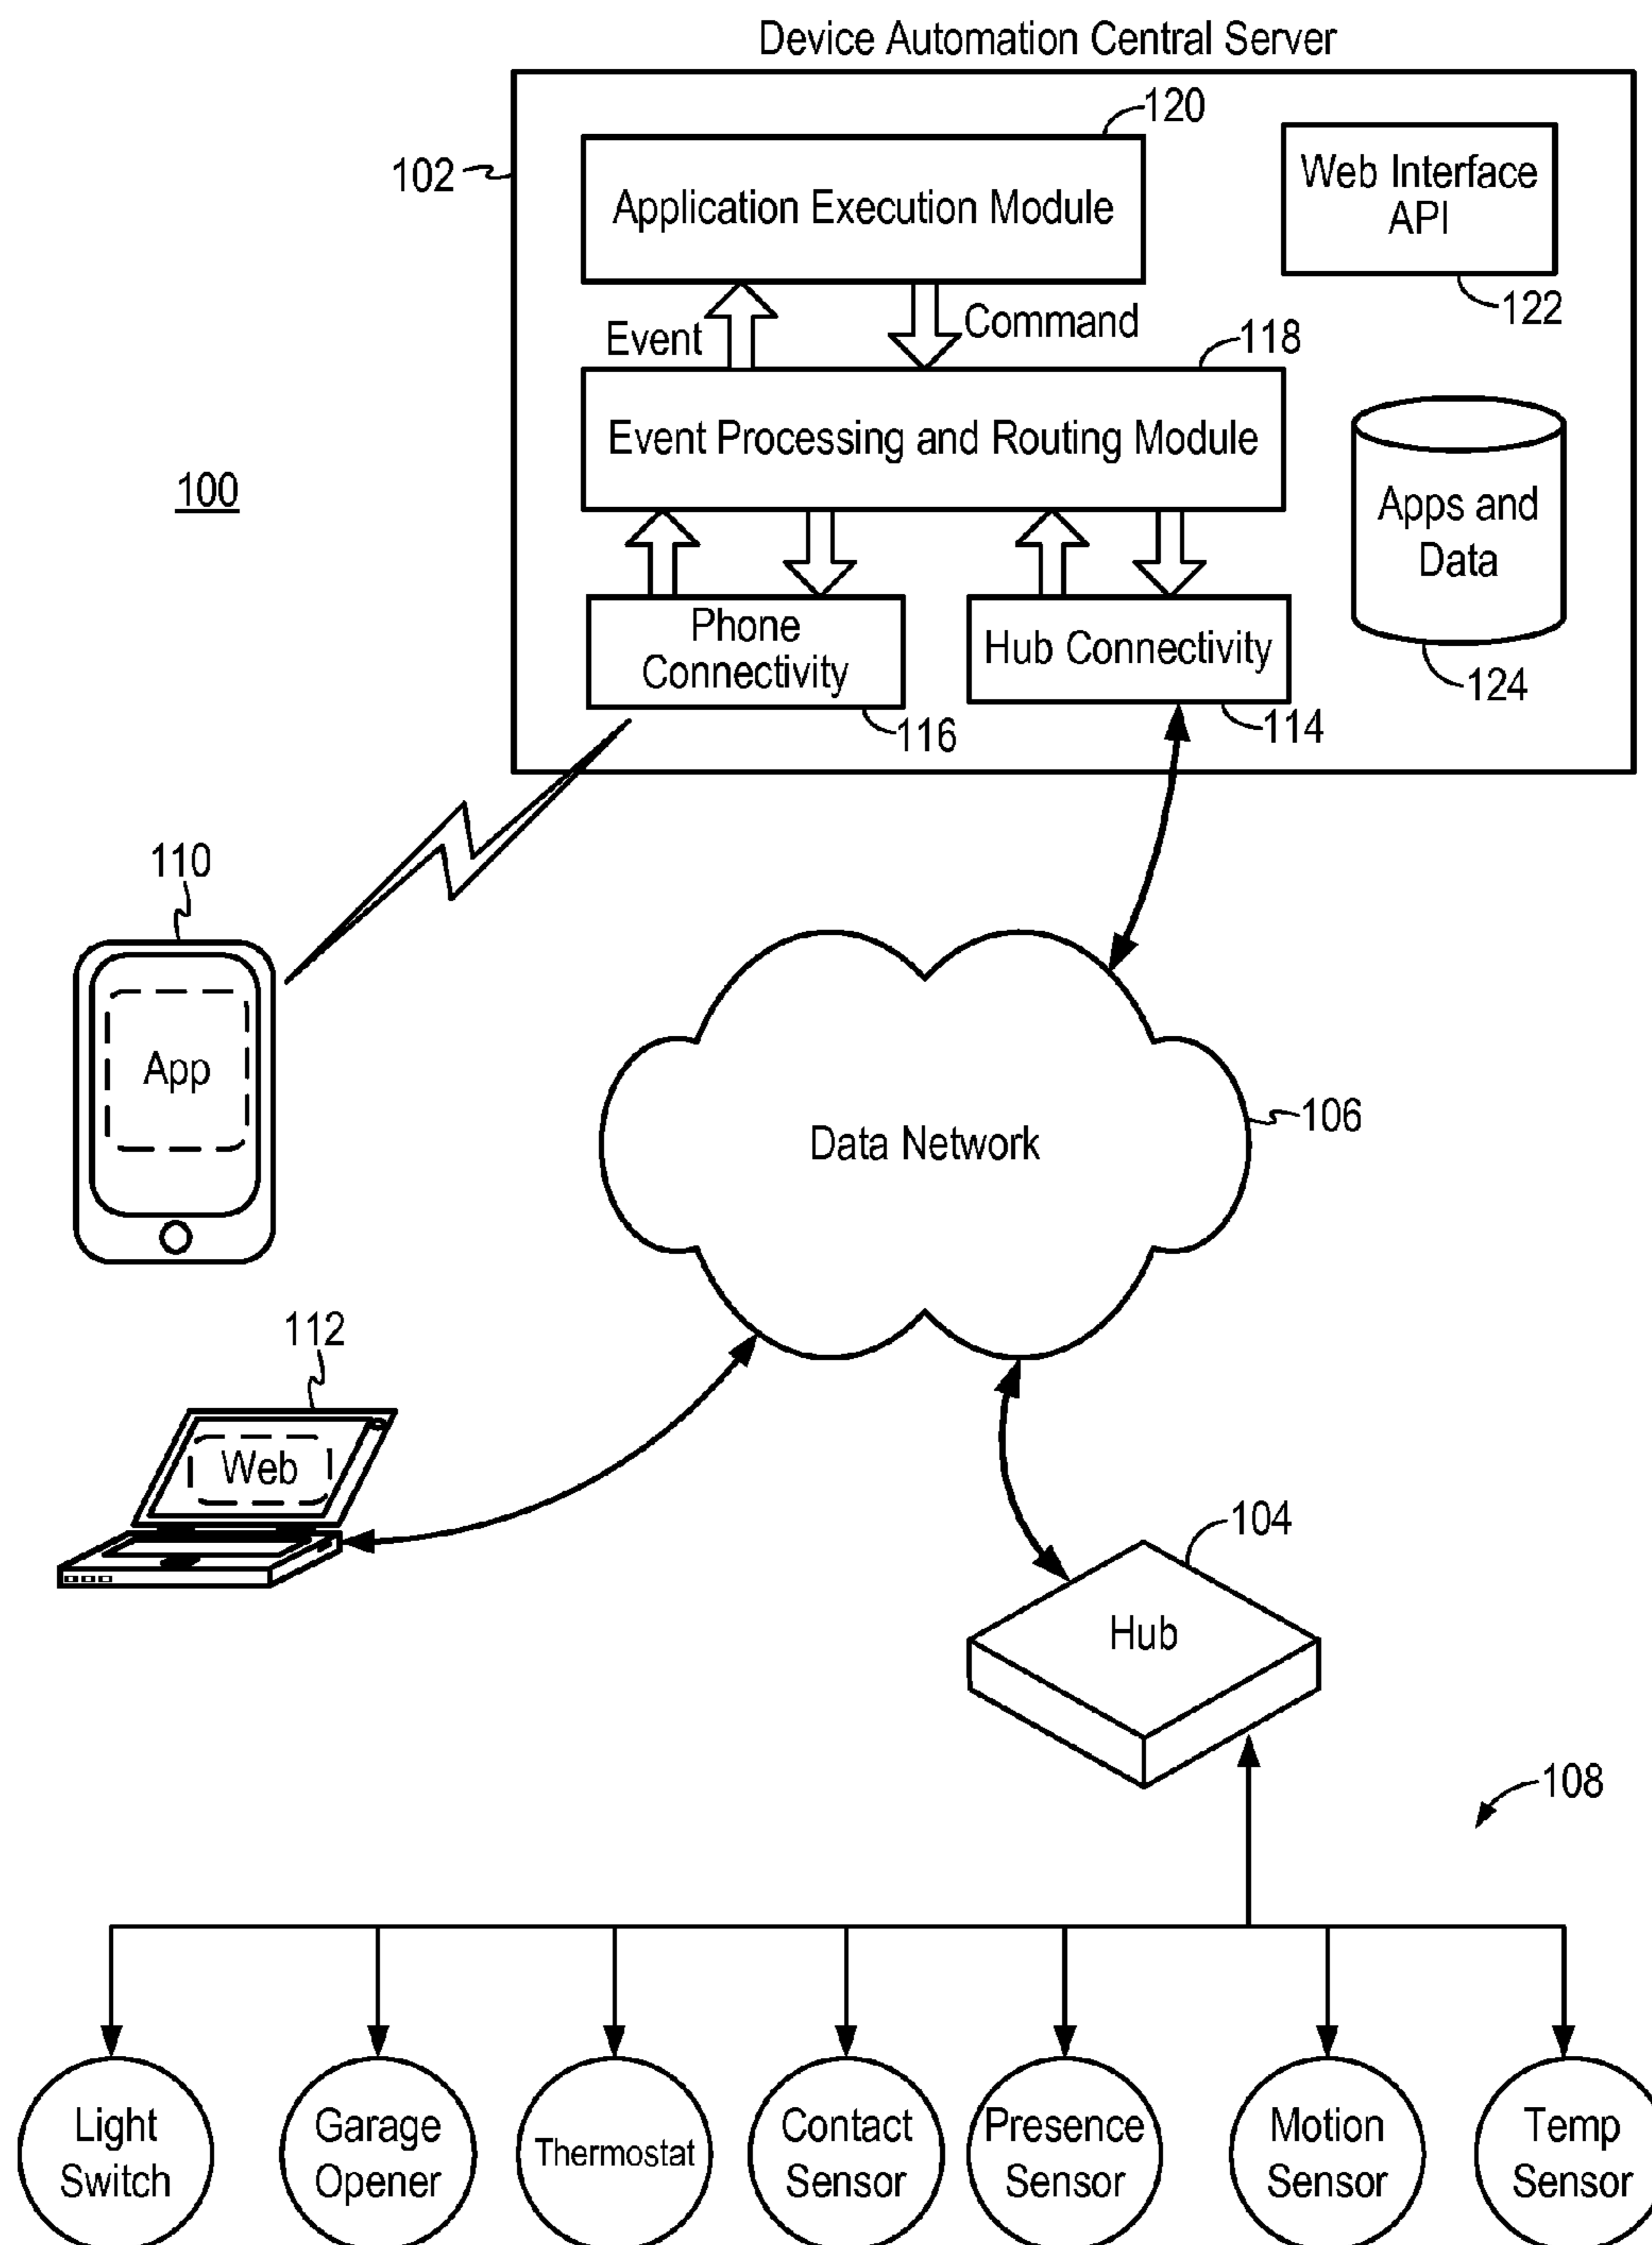 Device Automation Central Server
120
102
Application Execution Module
Web Interface
API
122
Event
Command
118
Event Processing and Routing Module
100
Apps and
Data
124
Phone
Connectivity
116
Hub Connectivity
114
110
App
Data Network
106
112
Web
104
Hub
108
Light
Switch
Garage
Opener
Thermostat
Contact
Sensor
Presence
Sensor
Motion
Sensor
Temp
Sensor